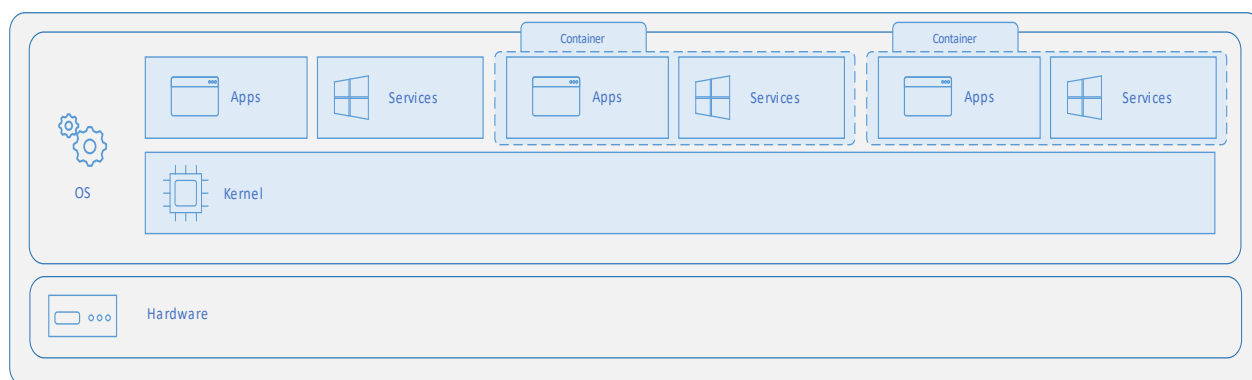 Container
Container
Apps
Services
Apps
Services
Apps
Services
OS
Kernel
Hardware